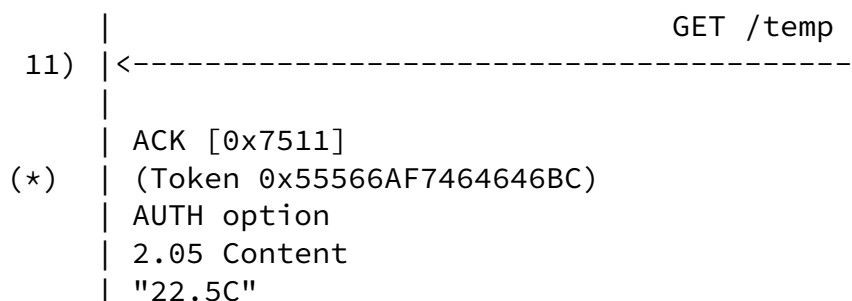 |                               GET /temp
11) |<----------------------------------------
|
| ACK [0x7511]
(*) | (Token 0x55566AF7464646BC)
| AUTH option
| 2.05 Content
| "22.5C"